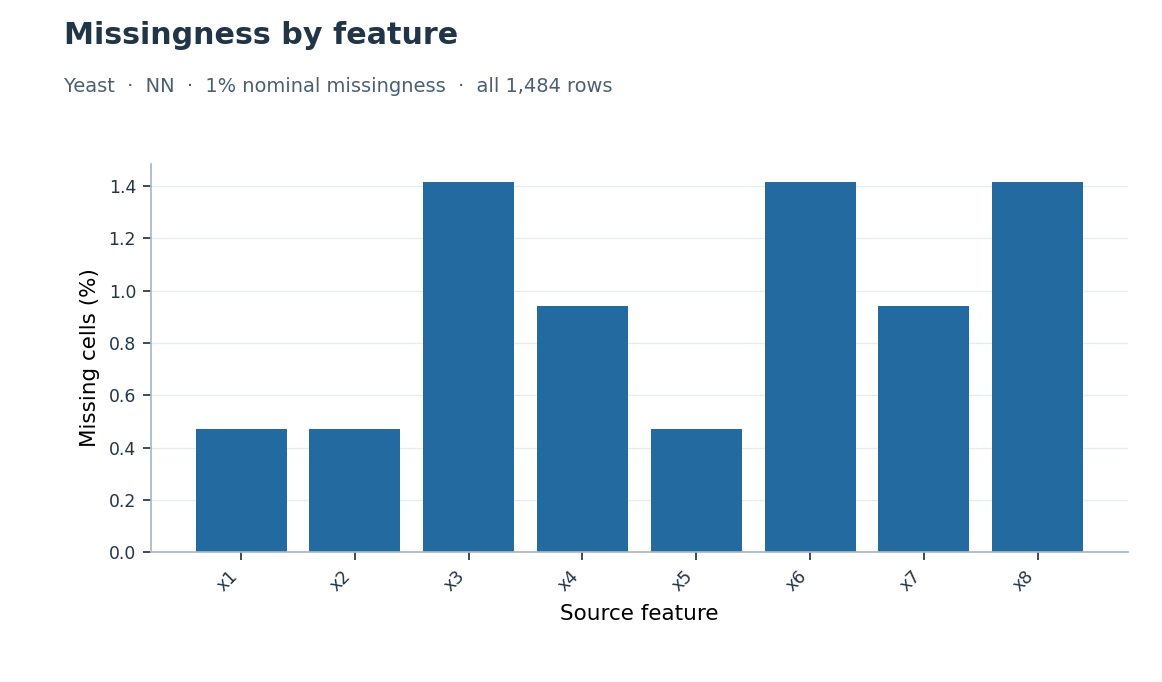 Missingness by feature
Yeast · NN · 1% nominal missingness · all 1,484 rows
Missing cells (%)
1.4
1.2
1.0
0.8
0.6
0.4
0.2
0.0
x1 x2 x3 x4 x5 x6 x7 x8
Source feature